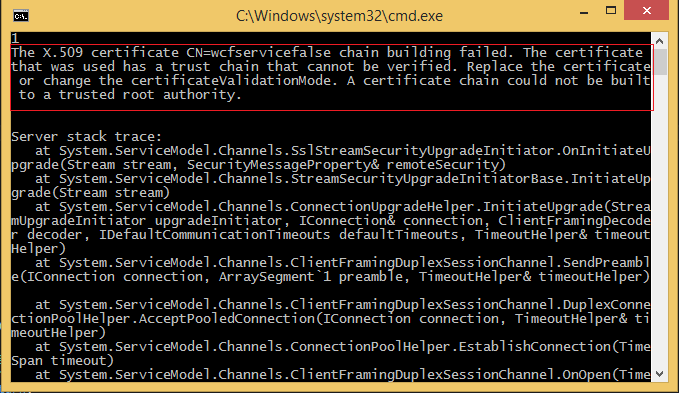 C:\Windows\system32\cmd.exe
C:\.
1
The X.509 certificate CN=wcfservicefalse chain building failed. The certificate
that was used has a trust chain that cannot be verified. Replace the certificate
or change the certificateValidationMode. A certificate chain could not be built
to a trusted root authority.
Server stack trace:
at System.ServiceModel.Channels.SslStreamSecurityUpgradeInitiator.OnInitiateU
pgrade(Stream stream, SecurityMessageProperty& remoteSecurity)
at System.ServiceModel.Channels.StreamSecurityUpgradeInitiatorBase.InitiateUp
grade(Stream stream)
at System.ServiceModel.Channels.ConnectionUpgradeHelper.InitiateUpgrade(Strea
mUpgradeInitiator upgradeInitiator, IConnection& connection, ClientFramingDecode
r decoder, IDefaultCommunicationTimeouts defaultTimeouts, TimeoutHelper& timeout
Helper)
at System.ServiceModel.Channels.ClientFramingDuplexSessionChannel.SendPreambl
e(IConnection connection, ArraySegment`1 preamble, TimeoutHelper& timeoutHelper)
at System.ServiceModel.Channels.ClientFramingDuplexSessionChannel.DuplexConne
ctionPoolHelper.AcceptPooledConnection(IConnection connection, TimeoutHelper& ti
meoutHelper)
at System.ServiceModel.Channels.ConnectionPoolHelper.EstablishConnection(Time
Span timeout)
at System.ServiceModel.Channels.ClientFramingDuplexSessionChannel.OnOpen(Time